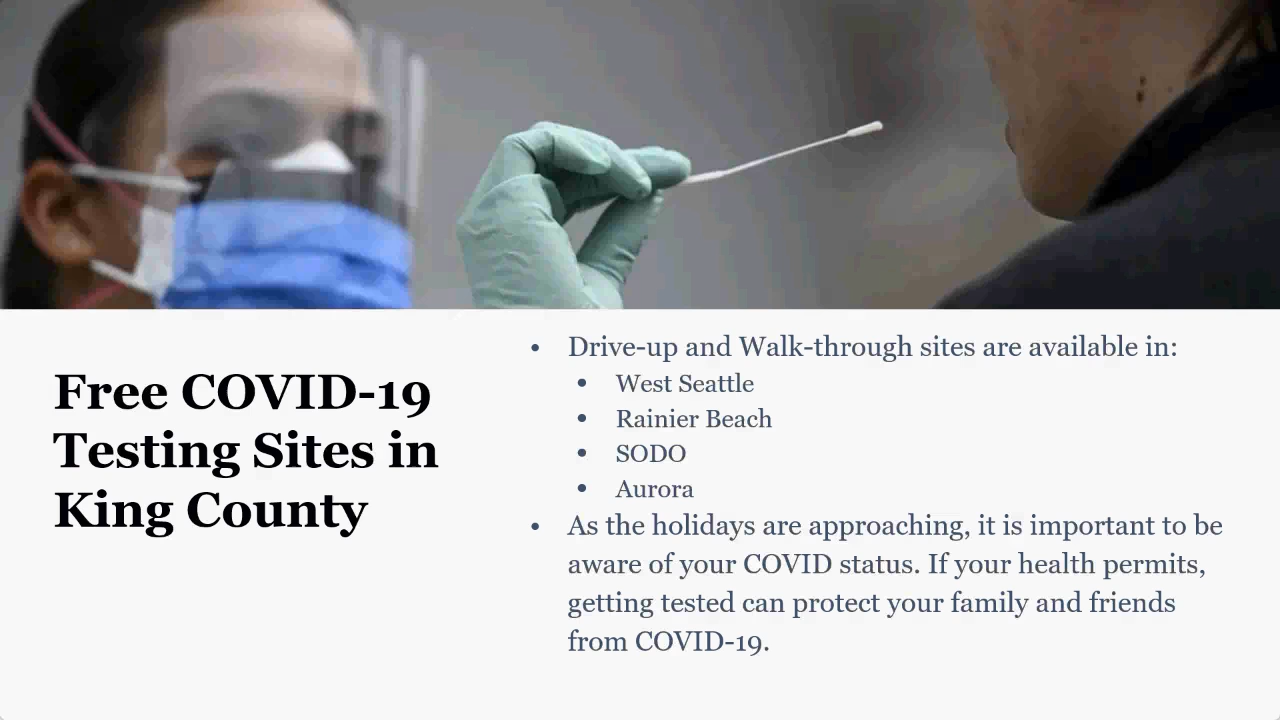 Free COVID-19
Testing Sites in
King County
• Drive-up and Walk-through sites are available in:
• West Seattle
• Rainier Beach
• SODO
• Aurora
• As the holidays are approaching, it is important to be
aware of your COVID status. If your health permits,
getting tested can protect your family and friends
from COVID-19.